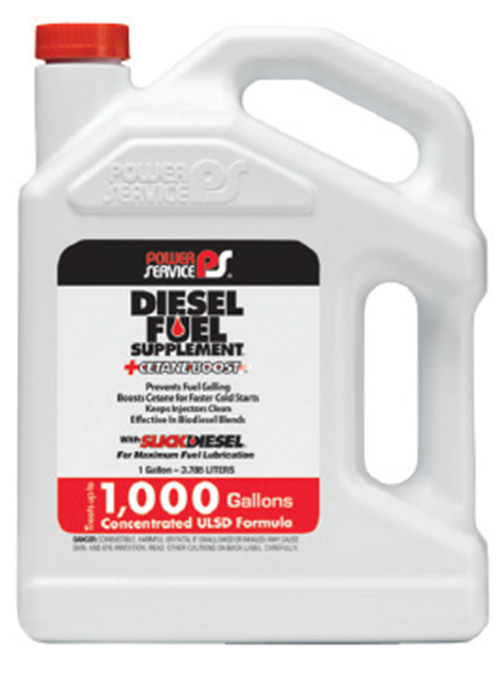 POWER
SERVICE PS
POWER
SERVICE PS
DIESEL
FUEL
SUPPLEMENT
+CETANE BOOST
Prevents Fuel Gelling
Boosts Cetane for Faster Cold Starts
Keeps Injectors Clean
Effective In Biodiesel Blends
With SLICKDIESEL
For Maximum Fuel Lubrication
1 Gallon – 3.785 LITERS
Treats up to
1,000 Gallons
Concentrated ULSD Formula
DANGER: COMBUSTIBLE. HARMFUL OR FATAL IF SWALLOWED OR INHALED. MAY CAUSE
SKIN AND EYE IRRITATION. READ OTHER CAUTIONS ON BACK LABEL CAREFULLY.